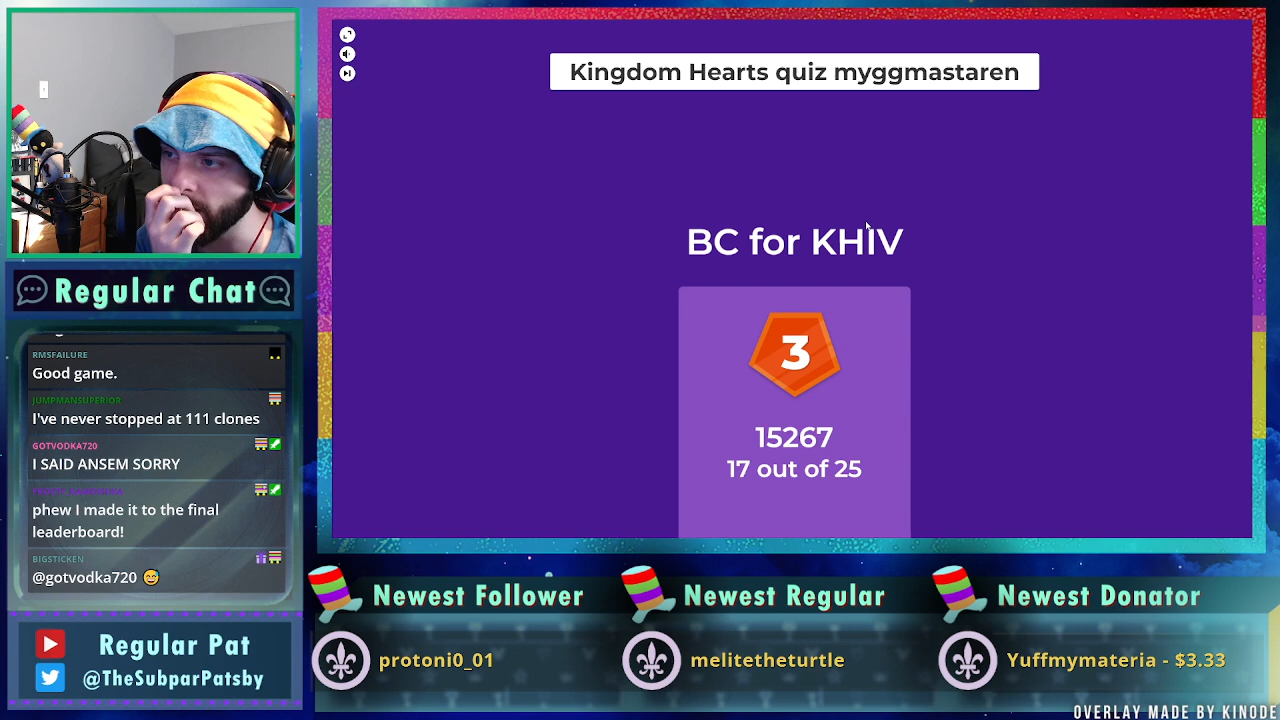 Kingdom Hearts quiz myggmastaren
BC for KHIV
3
15267
17 out of 25
Regular Chat
RMSFAILURE
Good game.
JUMPMANSUPERIOR
I've never stopped at 111 clones
GOTVODKA720
I SAID ANSEM SORRY
phew I made it to the final
leaderboard!
BIGSTICKEN
@gotvodka720
Regular Pat
@TheSubparPatsby
Newest Follower
protoni0_01
Newest Regular
melitetheturtle
Newest Donator
Yuffmymateria - $3.33
OVERLAY MADE BY KINODE